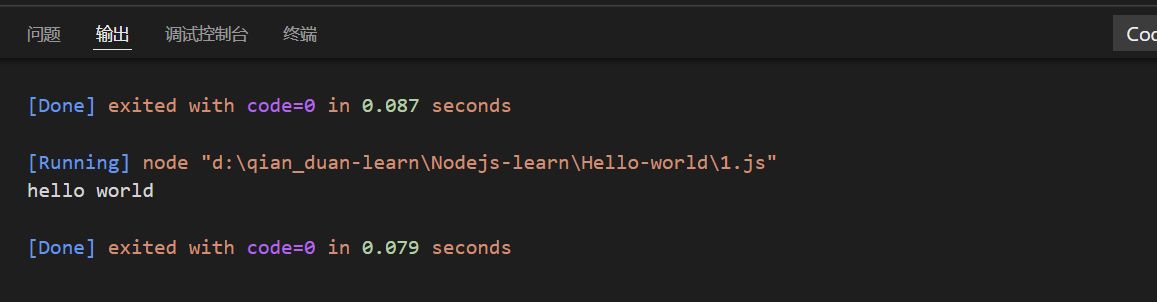 问题 输出 调试控制台 终端 Cod
[Done] exited with code=0 in 0.087 seconds
[Running] node "d:\qian_duan-learn\Nodejs-learn\Hello-world\1.js"
hello world
[Done] exited with code=0 in 0.079 seconds